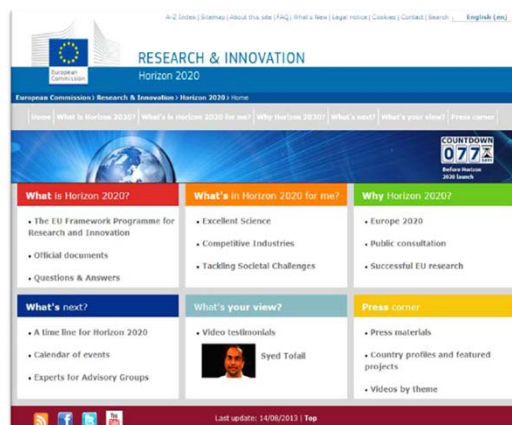 A-Z Index | Sitemap | About this site | FAQ | What's New | Legal notice | Cookies | Contact | Search | English (en)
European
Commission
RESEARCH & INNOVATION
Horizon 2020
European Commission > Research & Innovation > Horizon 2020 > Home
Home | What is Horizon 2020? | What's in Horizon 2020 for me? | Why Horizon 2020? | What's next? | What's your view? | Press corner
COUNTDOWN
077 DAYS
Before Horizon
2020 launch
What is Horizon 2020?
• The EU Framework Programme for
Research and Innovation
• Official documents
• Questions & Answers
What's in Horizon 2020 for me?
• Excellent Science
• Competitive Industries
• Tackling Societal Challenges
Why Horizon 2020?
• Europe 2020
• Public consultation
• Successful EU research
What's next?
• A time line for Horizon 2020
• Calendar of events
• Experts for Advisory Groups
What's your view?
• Video testimonials
Syed Tofail
Press corner
• Press materials
• Country profiles and featured
projects
• Videos by theme
You
Tube
Last update: 14/08/2013 | Top